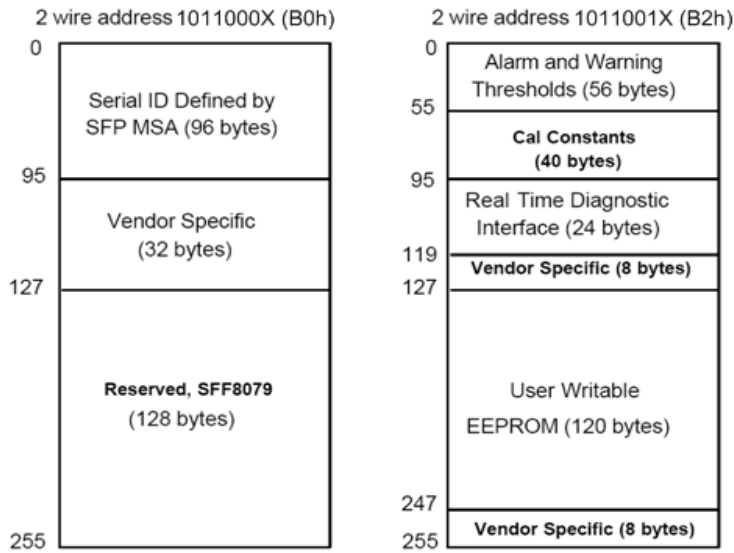 2 wire address 1011000X (B0h)
0
Serial ID Defined by
SFP MSA (96 bytes)
95
Vendor Specific
(32 bytes)
127
Reserved, SFF8079
(128 bytes)
255
2 wire address 1011001X (B2h)
0
Alarm and Warning
Thresholds (56 bytes)
55
Cal Constants
(40 bytes)
95
Real Time Diagnostic
Interface (24 bytes)
119
Vendor Specific (8 bytes)
127
User Writable
EEPROM (120 bytes)
247
Vendor Specific (8 bytes)
255